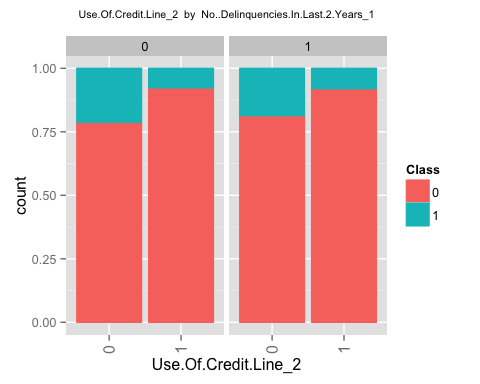 Use.Of.Credit.Line_2 by No..Delinquencies.In.Last.2.Years_1
0 1
1.00
0.75
0.50
0.25
0.00
count
0 1 0 1
Use.Of.Credit.Line_2
Class
0
1